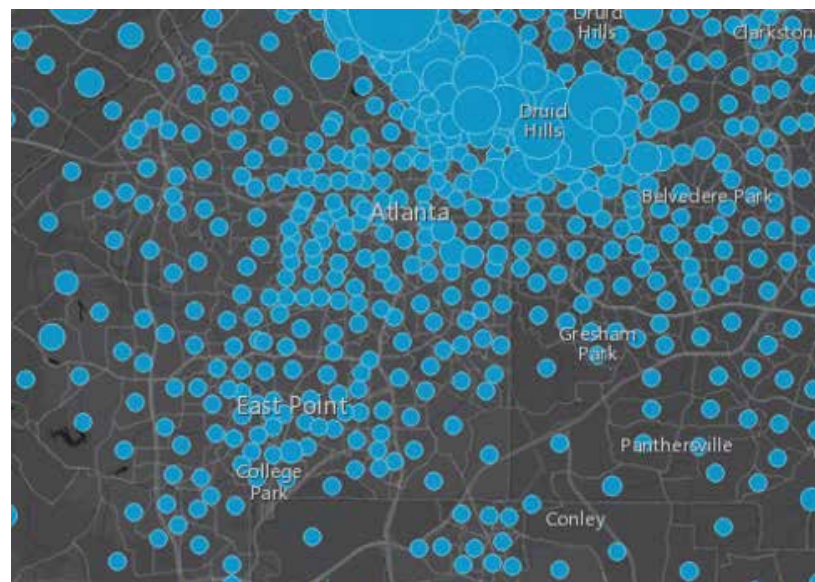 Druid
Hills
Clarkston
Druid
Hills
Belvedere Park
Atlanta
Gresham
Park
East Point
Panthersville
College
Park
Conley